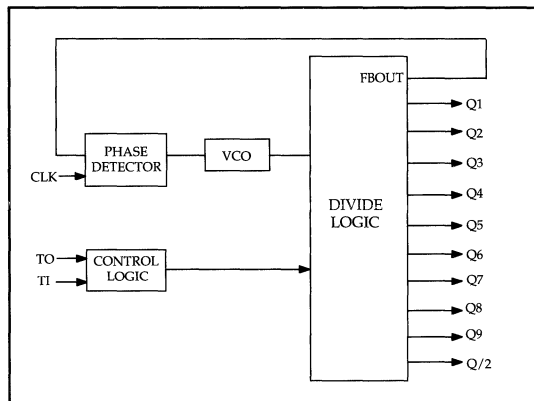 FBOUT
Q1
Q2
PHASE
DETECTOR
VCO
Q3
CLK
Q4
DIVIDE
LOGIC
Q5
TO
CONTROL
LOGIC
Q6
TI
Q7
Q8
Q9
Q/2